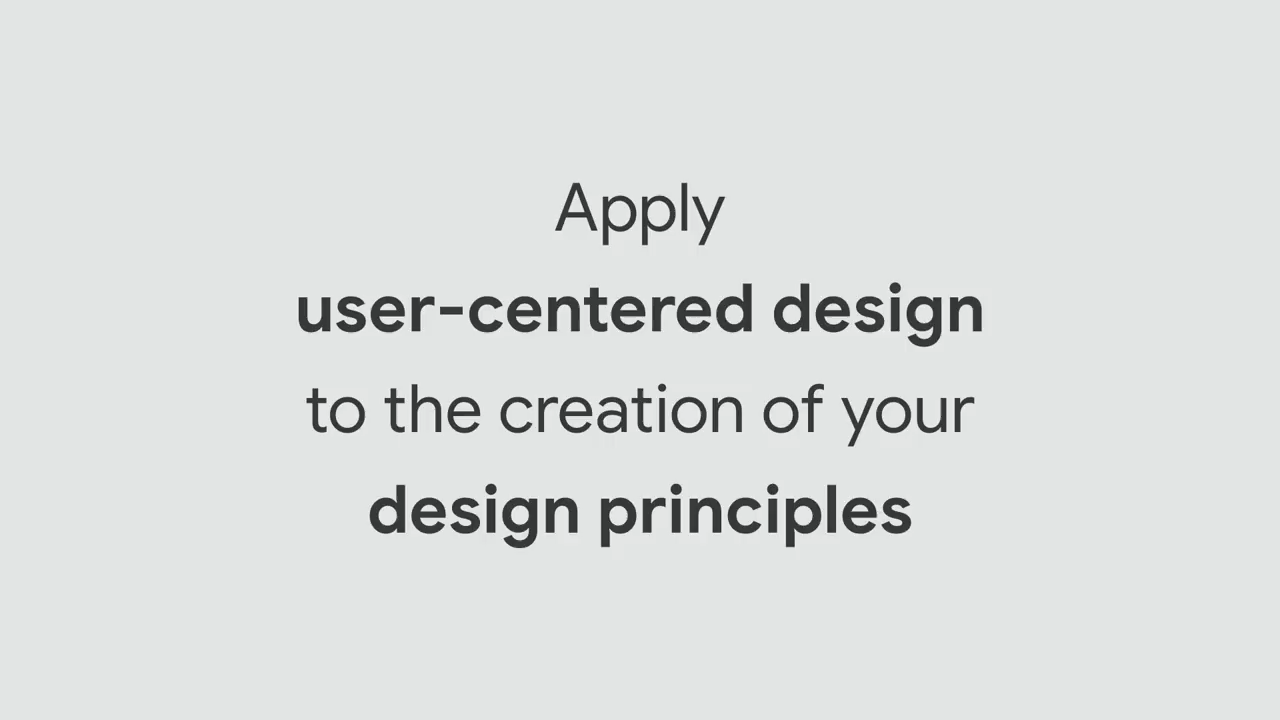 Apply
user-centered design
to the creation of your
design principles